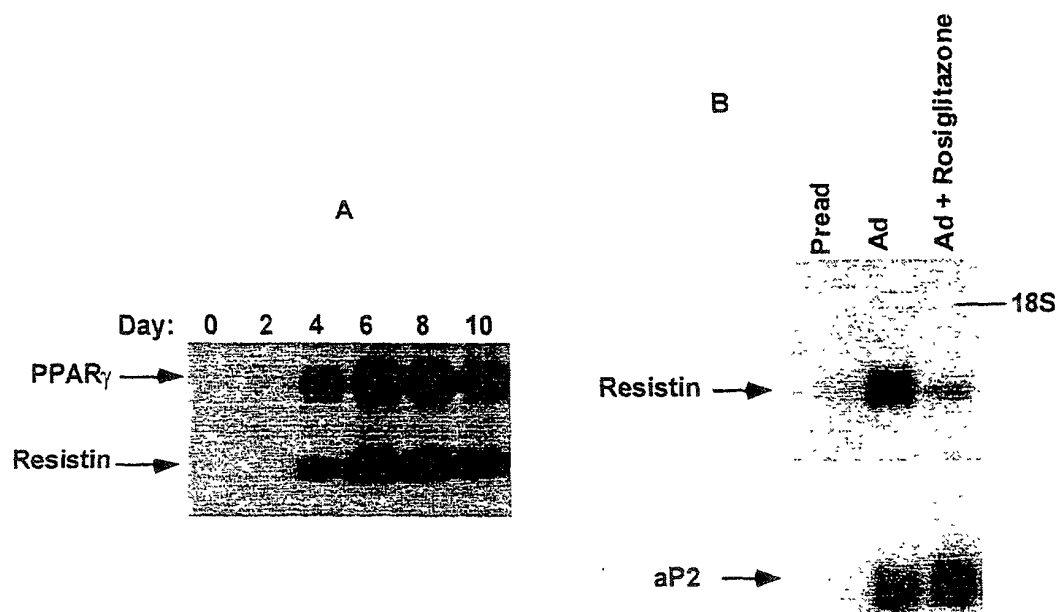 A
Day: 0 2 4 6 8 10
PPARγ
Resistin
B
Pread
Ad
Ad + Rosiglitazone
18S
Resistin
aP2